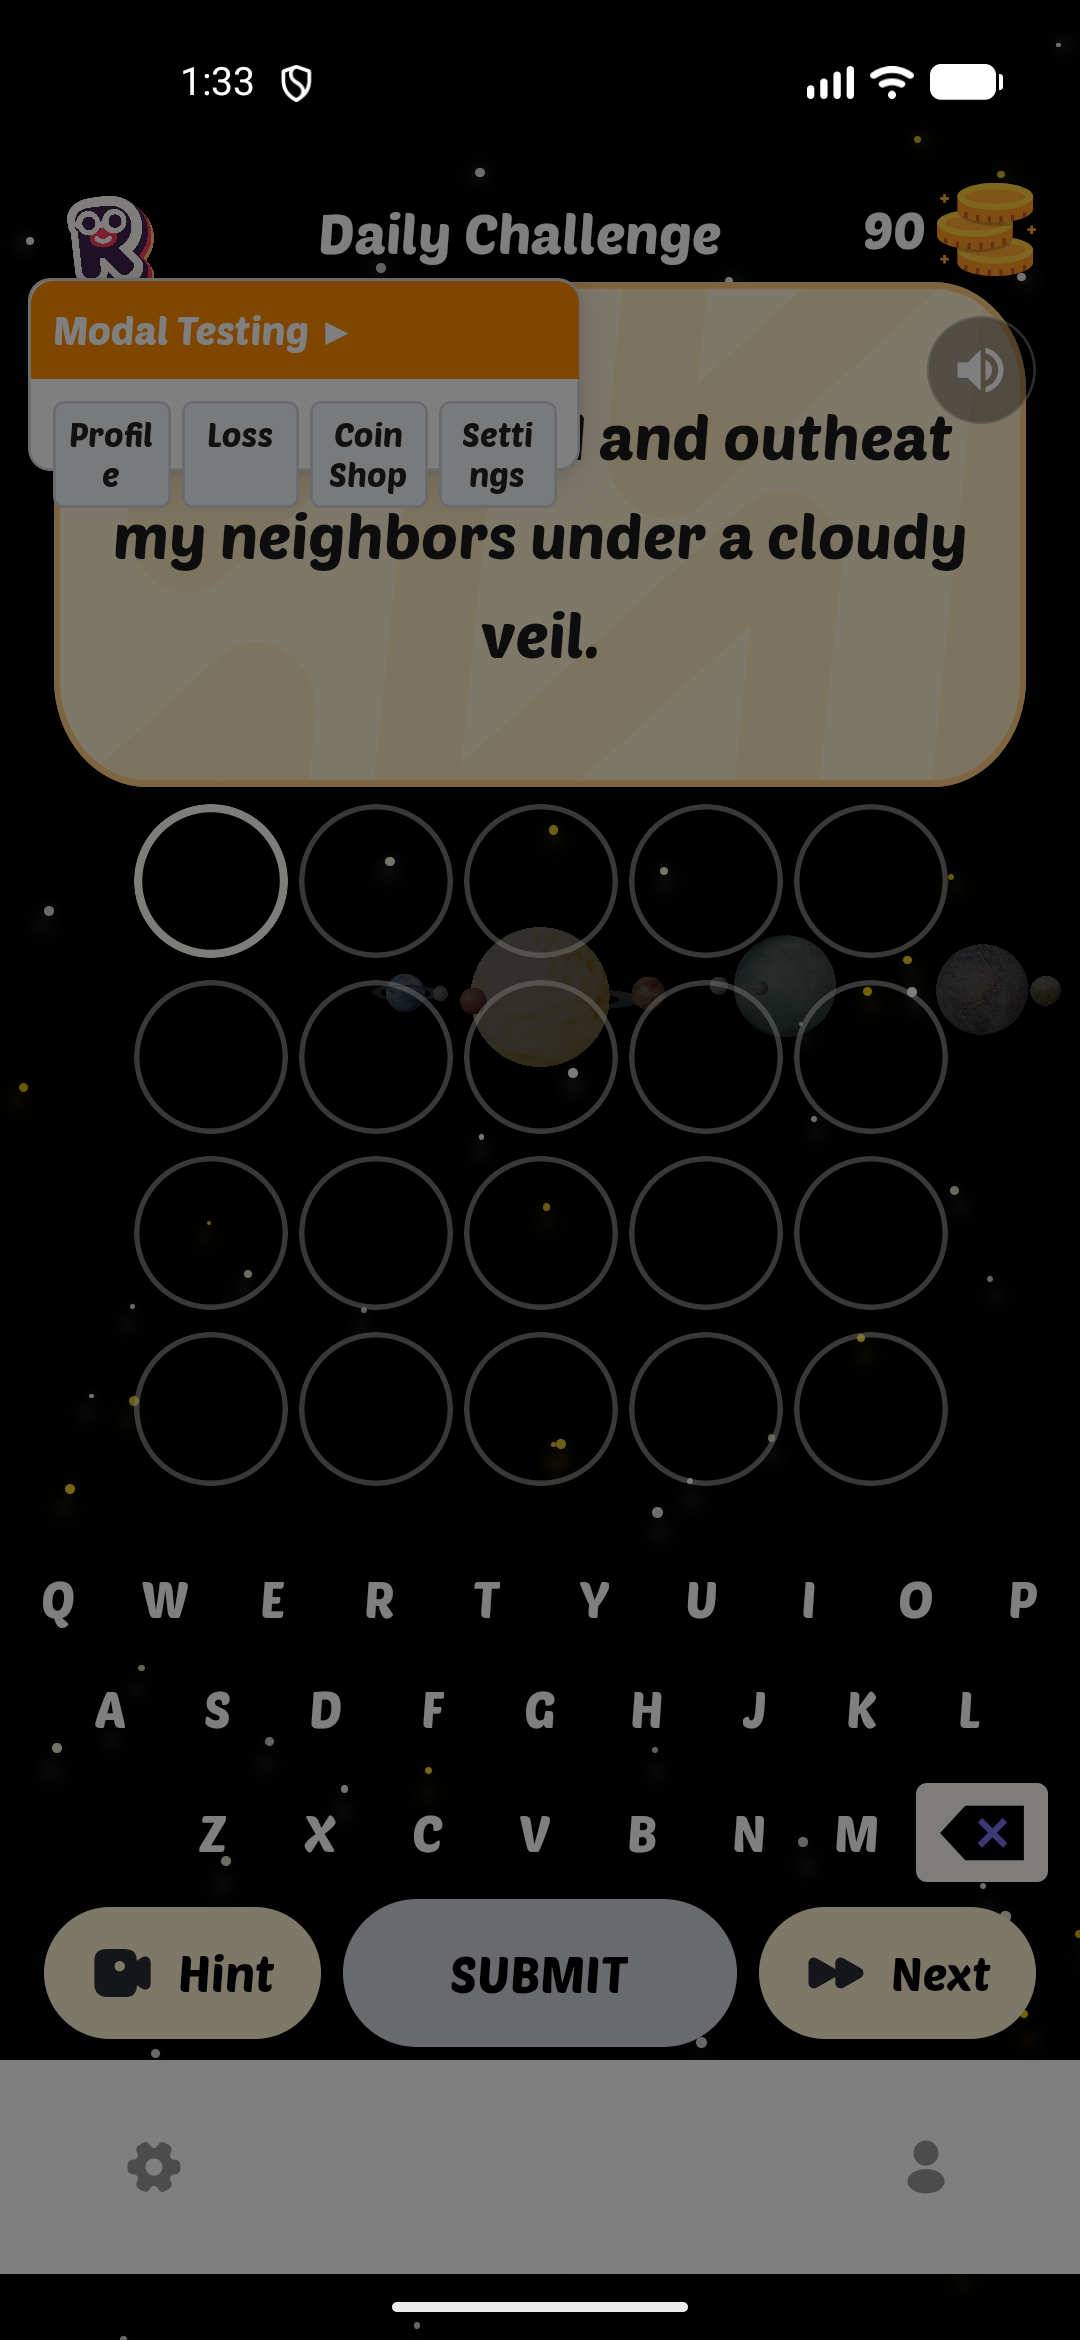 1:33
Daily Challenge
90
Modal Testing ►
Profil
e
Loss
Coin
Shop
Setti
ngs
and outheat
my neighbors under a cloudy
veil.
Q W E R T Y U I O P
A S D F G H J K L
Z X C V B N M
Hint
SUBMIT
Next